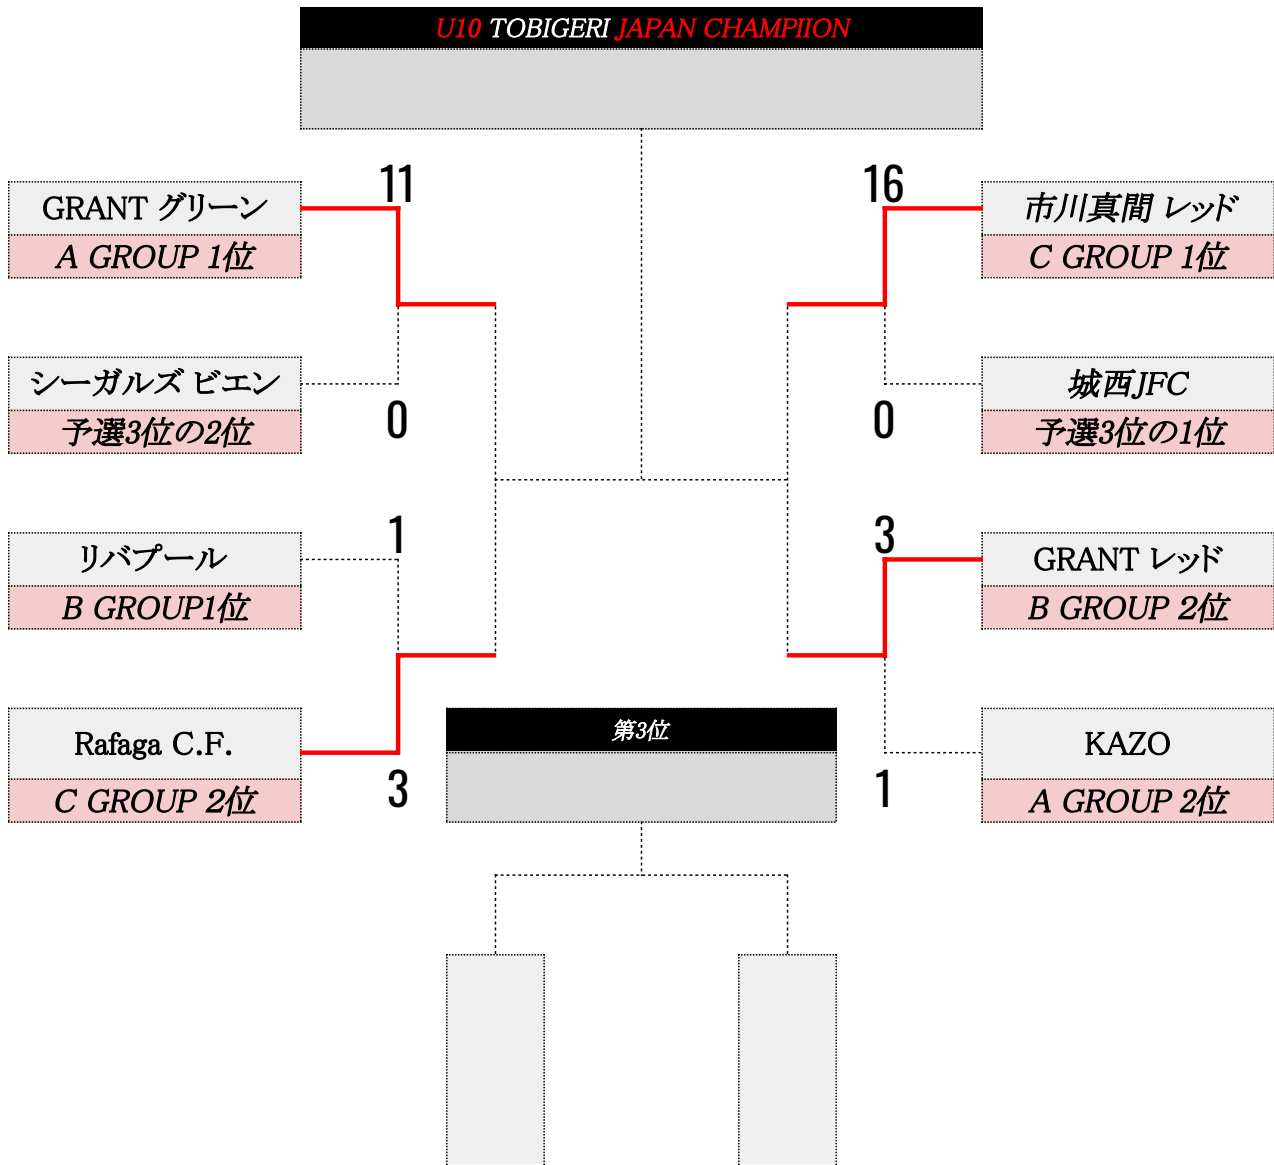 U10 TOBIGERI JAPAN CHAMPIION
11
16
GRANT グリーン
A GROUP 1位
市川真間 レッド
C GROUP 1位
シーガルズ ビエン
予選3位の2位
0
0
城西JFC
予選3位の1位
1
3
リバプール
B GROUP1位
GRANT レッド
B GROUP 2位
Rafaga C.F.
C GROUP 2位
3
第3位
1
KAZO
A GROUP 2位